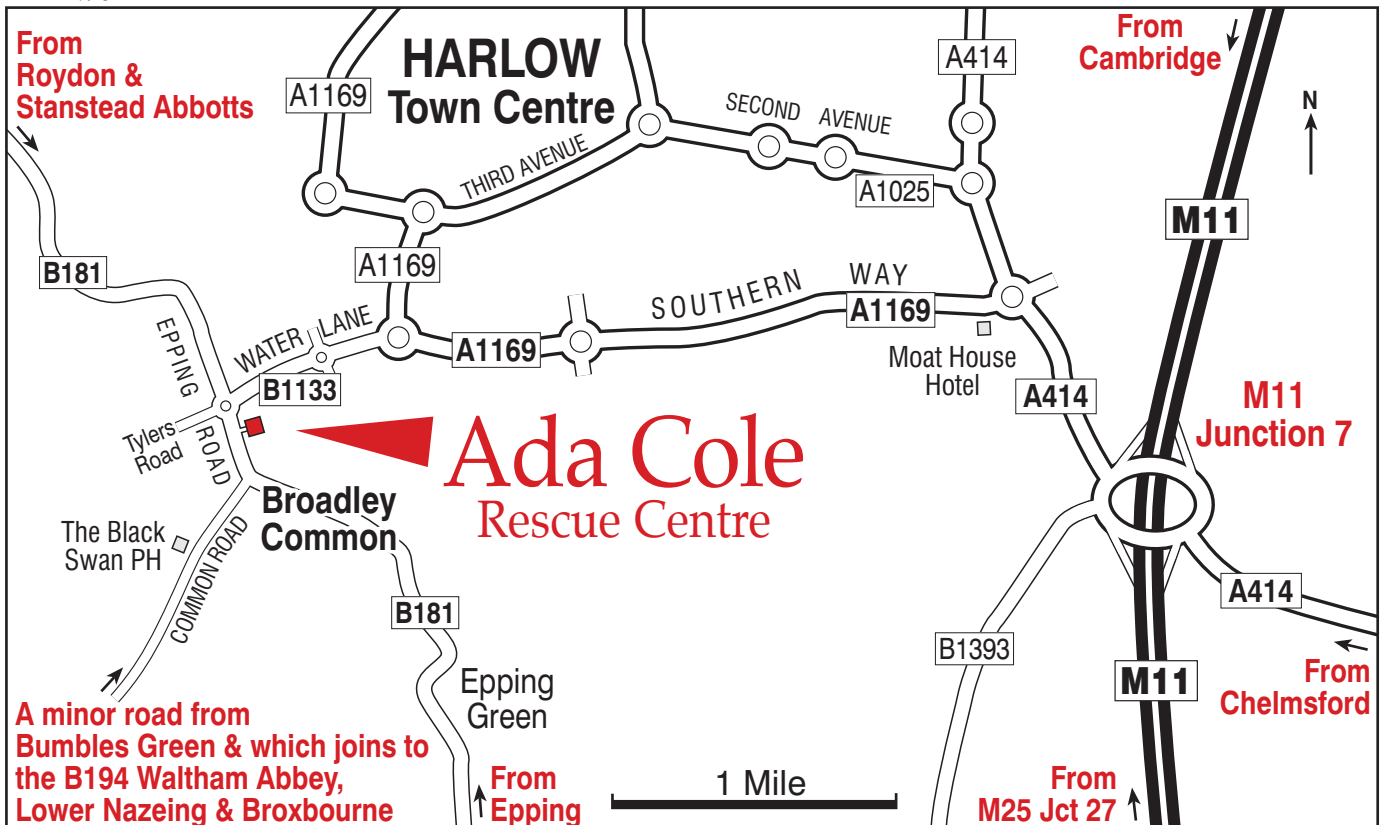 From
Roydon &
Stanstead Abbotts
A1169
HARLOW
Town Centre
A414
From
Cambridge
N
SECOND AVENUE
THIRD AVENUE
A1025
M11
B181
A1169
SOUTHERN WAY
A1169
EPPING ROAD
WATER LANE
A1169
B1133
Moat House
Hotel
A414
M11
Junction 7
Tylers
Road
Ada Cole
Rescue Centre
Broadley
Common
The Black
Swan PH
COMMON ROAD
B181
A414
B1393
M11
From
Chelmsford
Epping
Green
A minor road from
Bumbles Green & which joins to
the B194 Waltham Abbey,
Lower Nazeing & Broxbourne
From
Epping
1 Mile
From
M25 Jct 27